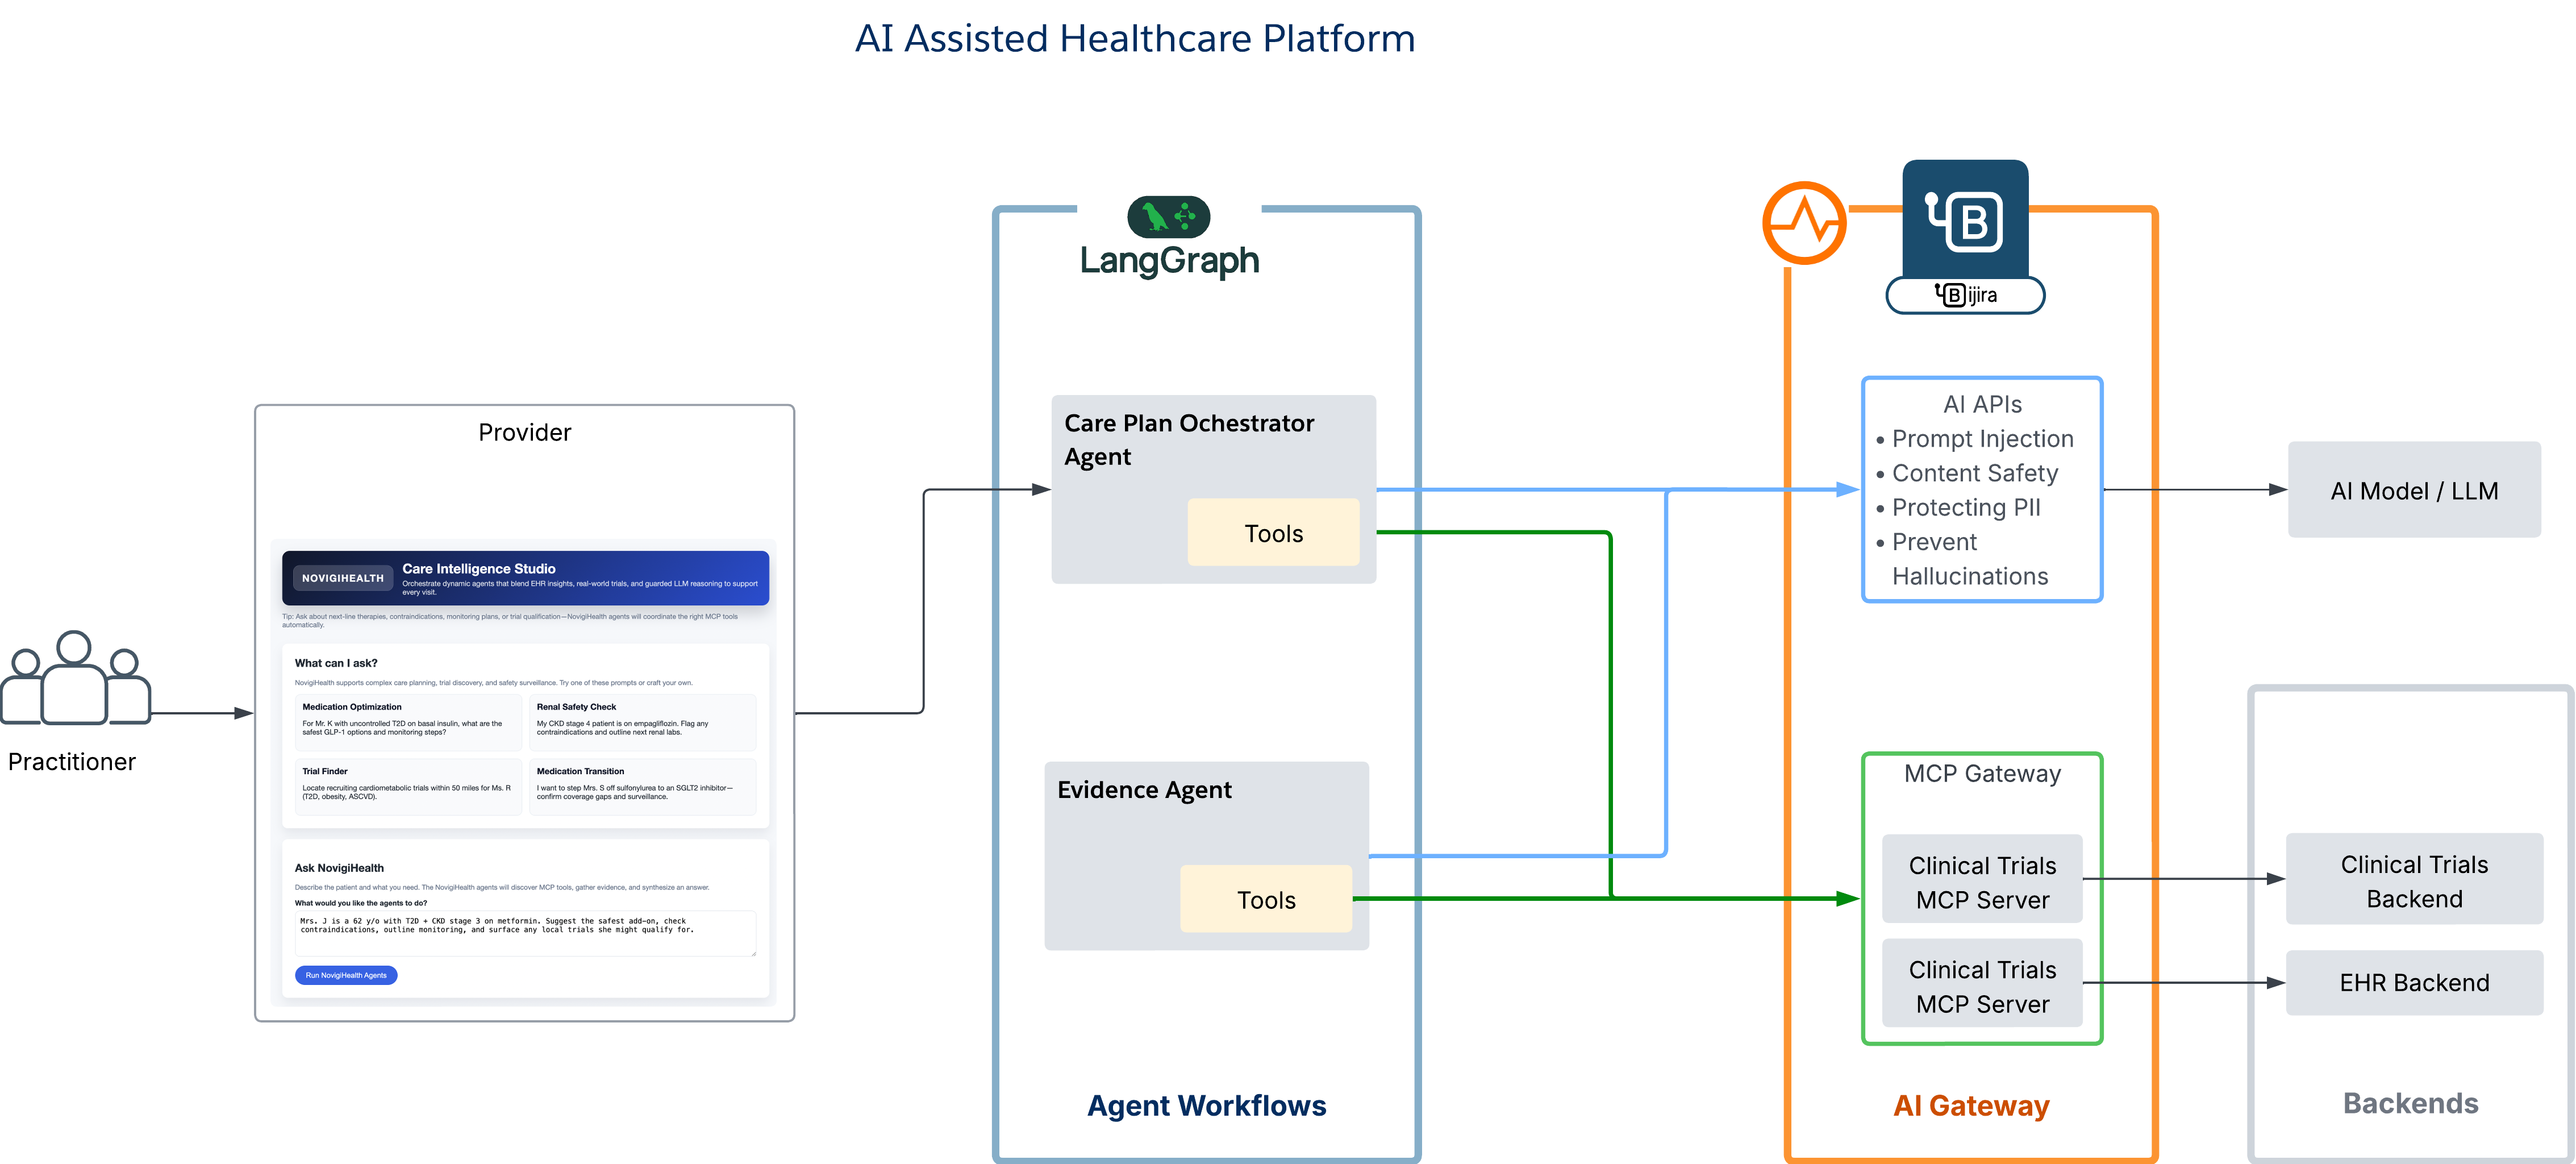 AI Assisted Healthcare Platform
Practitioner
Provider
NOVIGIHEALTH
Care Intelligence Studio
Orchestrate dynamic agents that blend EHR insights, real-world trials, and guarded LLM reasoning to support
every visit.
Tip: Ask about next-line therapies, contraindications, monitoring plans, or trial qualification—NovigiHealth agents will coordinate the right MCP tools
automatically.
What can I ask?
NovigiHealth supports complex care planning, trial discovery, and safety surveillance. Try one of these prompts or craft your own.
Medication Optimization
For Mr. K with uncontrolled T2D on basal insulin, what are the
safest GLP-1 options and monitoring steps?
Renal Safety Check
My CKD stage 4 patient is on empagliflozin. Flag any
contraindications and outline next renal labs.
Trial Finder
Locate recruiting cardiometabolic trials within 50 miles for Ms. R
(T2D, obesity, ASCVD).
Medication Transition
I want to step Mrs. S off sulfonylurea to an SGLT2 inhibitor—
confirm coverage gaps and surveillance.
Ask NovigiHealth
Describe the patient and what you need. The NovigiHealth agents will discover MCP tools, gather evidence, and synthesize an answer.
What would you like the agents to do?
Mrs. J is a 62 y/o with T2D + CKD stage 3 on metformin. Suggest the safest add-on, check
contraindications, outline monitoring, and surface any local trials she might qualify for.
Run NovigiHealth Agents
LangGraph
Care Plan Ochestrator
Agent
Tools
Evidence Agent
Tools
Agent Workflows
B
Bijira
AI APIs
• Prompt Injection
• Content Safety
• Protecting PII
• Prevent
Hallucinations
MCP Gateway
Clinical Trials
MCP Server
Clinical Trials
MCP Server
AI Gateway
AI Model / LLM
Clinical Trials
Backend
EHR Backend
Backends